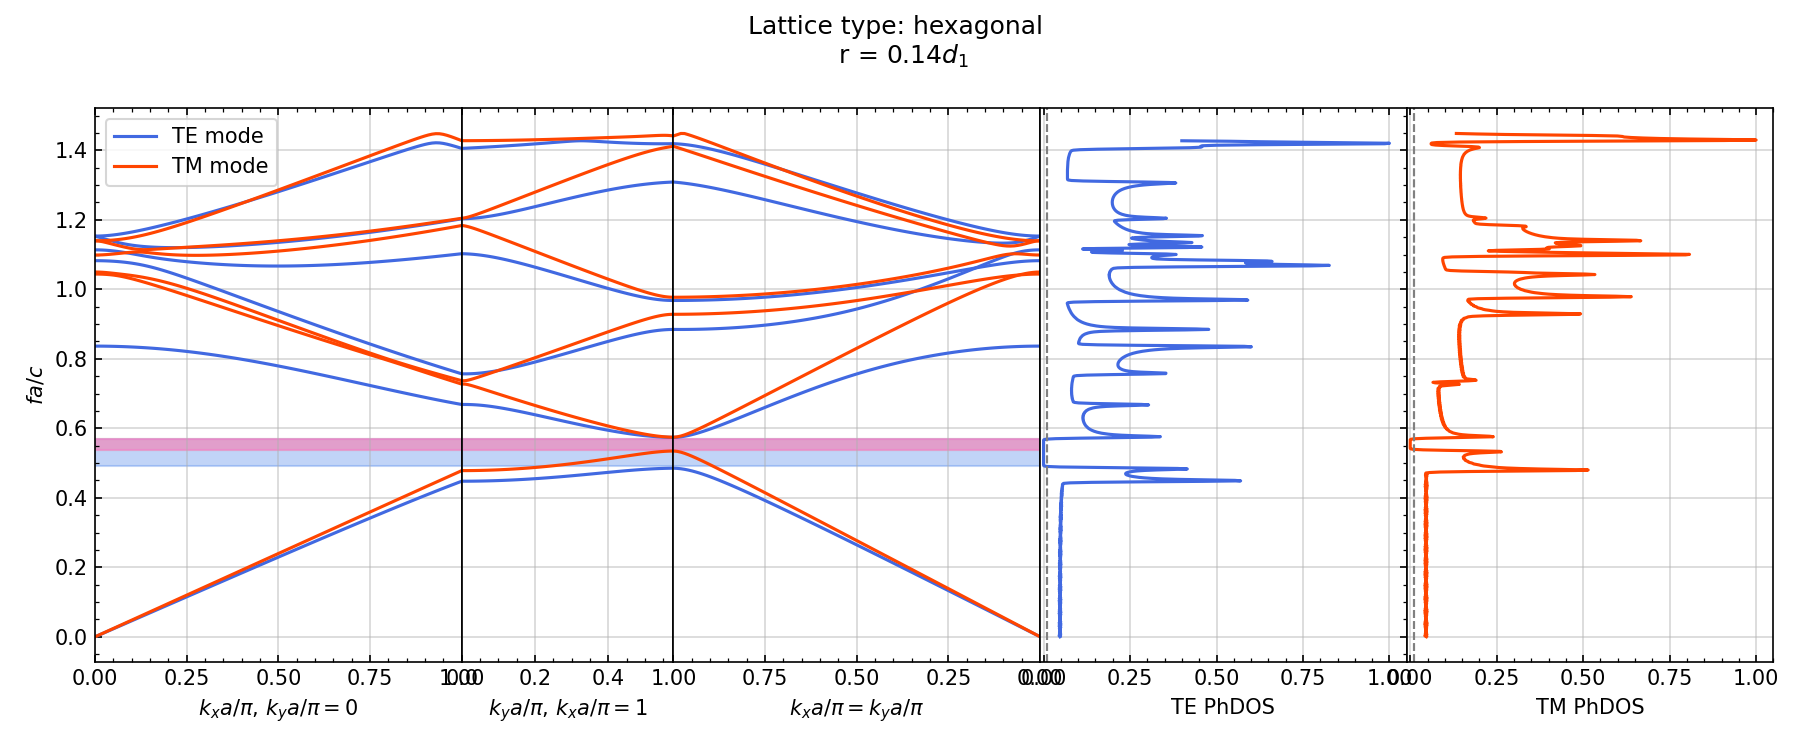 Lattice type: hexagonal
r = 0.14d₁
TE mode
TM mode
fa/c
1.4
1.2
1.0
0.8
0.6
0.4
0.2
0.0
0.00 0.25 0.50 0.75 1.00
0.0 0.2 0.4
1.00 0.75 0.50 0.25 0.00
0.00 0.25 0.50 0.75 1.00
0.00 0.25 0.50 0.75 1.00
kₓa/π, kᵧa/π = 0
kᵧa/π, kₓa/π = 1
kₓa/π = kᵧa/π
TE PhDOS
TM PhDOS